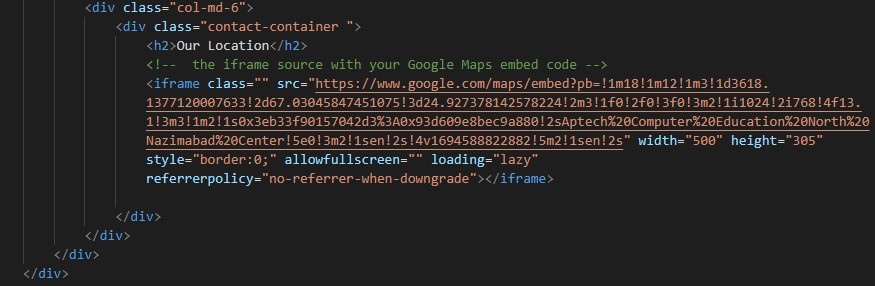 <div class="col-md-6">
<div class="contact-container ">
<h2>Our Location</h2>
<!--  the iframe source with your Google Maps embed code -->
<iframe class="" src="https://www.google.com/maps/embed?pb=!1m18!1m12!1m3!1d3618.
1377120007633!2d67.03045847451075!3d24.927378142578224!2m3!1f0!2f0!3f0!3m2!1i1024!2i768!4f13.
1!3m3!1m2!1s0x3eb33f90157042d3%3A0x93d609e8bec9a880!2sAptech%20Computer%20Education%20North%20
Nazimabad%20Center!5e0!3m2!1sen!2s!4v1694588822882!5m2!1sen!2s" width="500" height="305"
style="border:0;" allowfullscreen="" loading="lazy"
referrerpolicy="no-referrer-when-downgrade"></iframe>
</div>
</div>
</div>
</div>